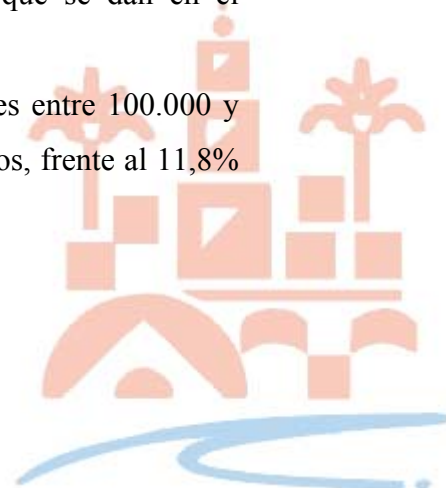 que se dan en el
es entre 100.000 y
os, frente al 11,8%